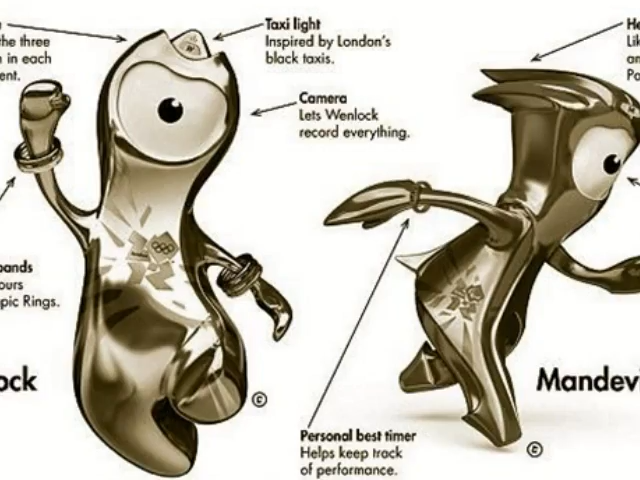 the three
in each
ent.
Taxi light
Inspired by London's
black taxis.
Camera
Lets Wenlock
record everything.
He
Lik
an
Pa
bands
ours
pic Rings.
ock
Mandevi
Personal best timer
Helps keep track
of performance.
©
©